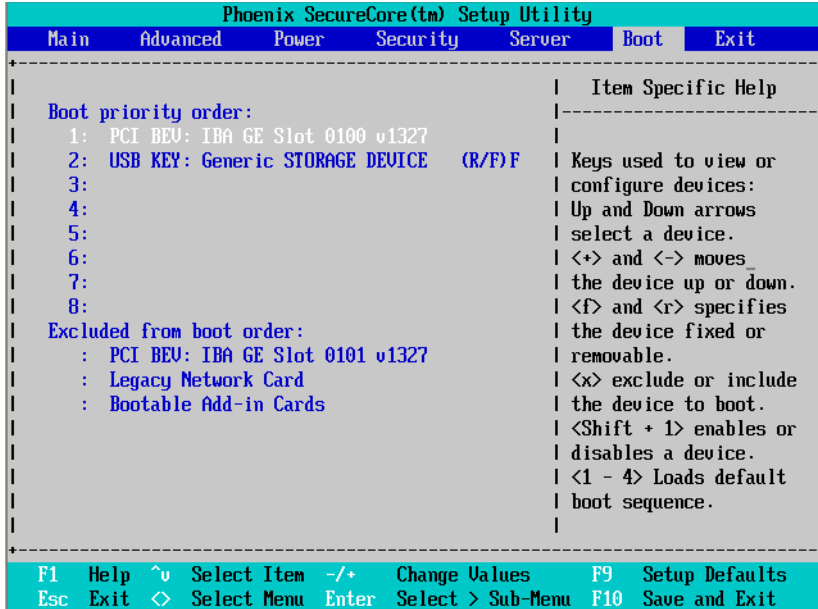 Phoenix SecureCore(tm) Setup Utility
Main Advanced Power Security Server Boot Exit
Item Specific Help
Boot priority order:
1: PCI BEV: IBA GE Slot 0100 v1327
2: USB KEY: Generic STORAGE DEVICE (R/F)F
3:
4:
5:
6:
7:
8:
Excluded from boot order:
: PCI BEV: IBA GE Slot 0101 v1327
: Legacy Network Card
: Bootable Add-in Cards
Keys used to view or
configure devices:
Up and Down arrows
select a device.
<+> and <-> moves_
the device up or down.
<f> and <r> specifies
the device fixed or
removable.
<x> exclude or include
the device to boot.
<Shift + 1> enables or
disables a device.
<1 - 4> Loads default
boot sequence.
F1 Help ^v Select Item -/+ Change Values F9 Setup Defaults
Esc Exit <> Select Menu Enter Select > Sub-Menu F10 Save and Exit